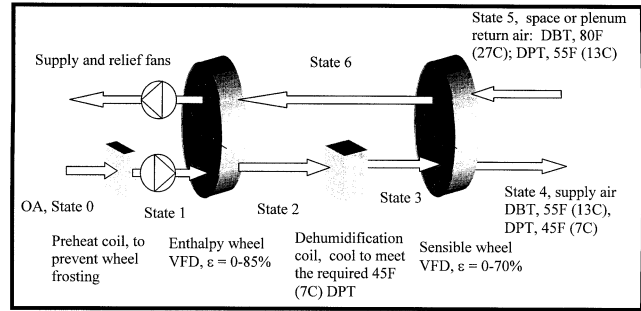 State 5, space or plenum
return air: DBT, 80F
(27C); DPT, 55F (13C)
Supply and relief fans
State 6
OA, State 0
State 1
State 2
State 3
State 4, supply air
DBT, 55F (13C),
DPT, 45F (7C)
Preheat coil, to
prevent wheel
frosting
Enthalpy wheel
VFD, ε = 0-85%
Dehumidification
coil, cool to meet
the required 45F
(7C) DPT
Sensible wheel
VFD, ε = 0-70%